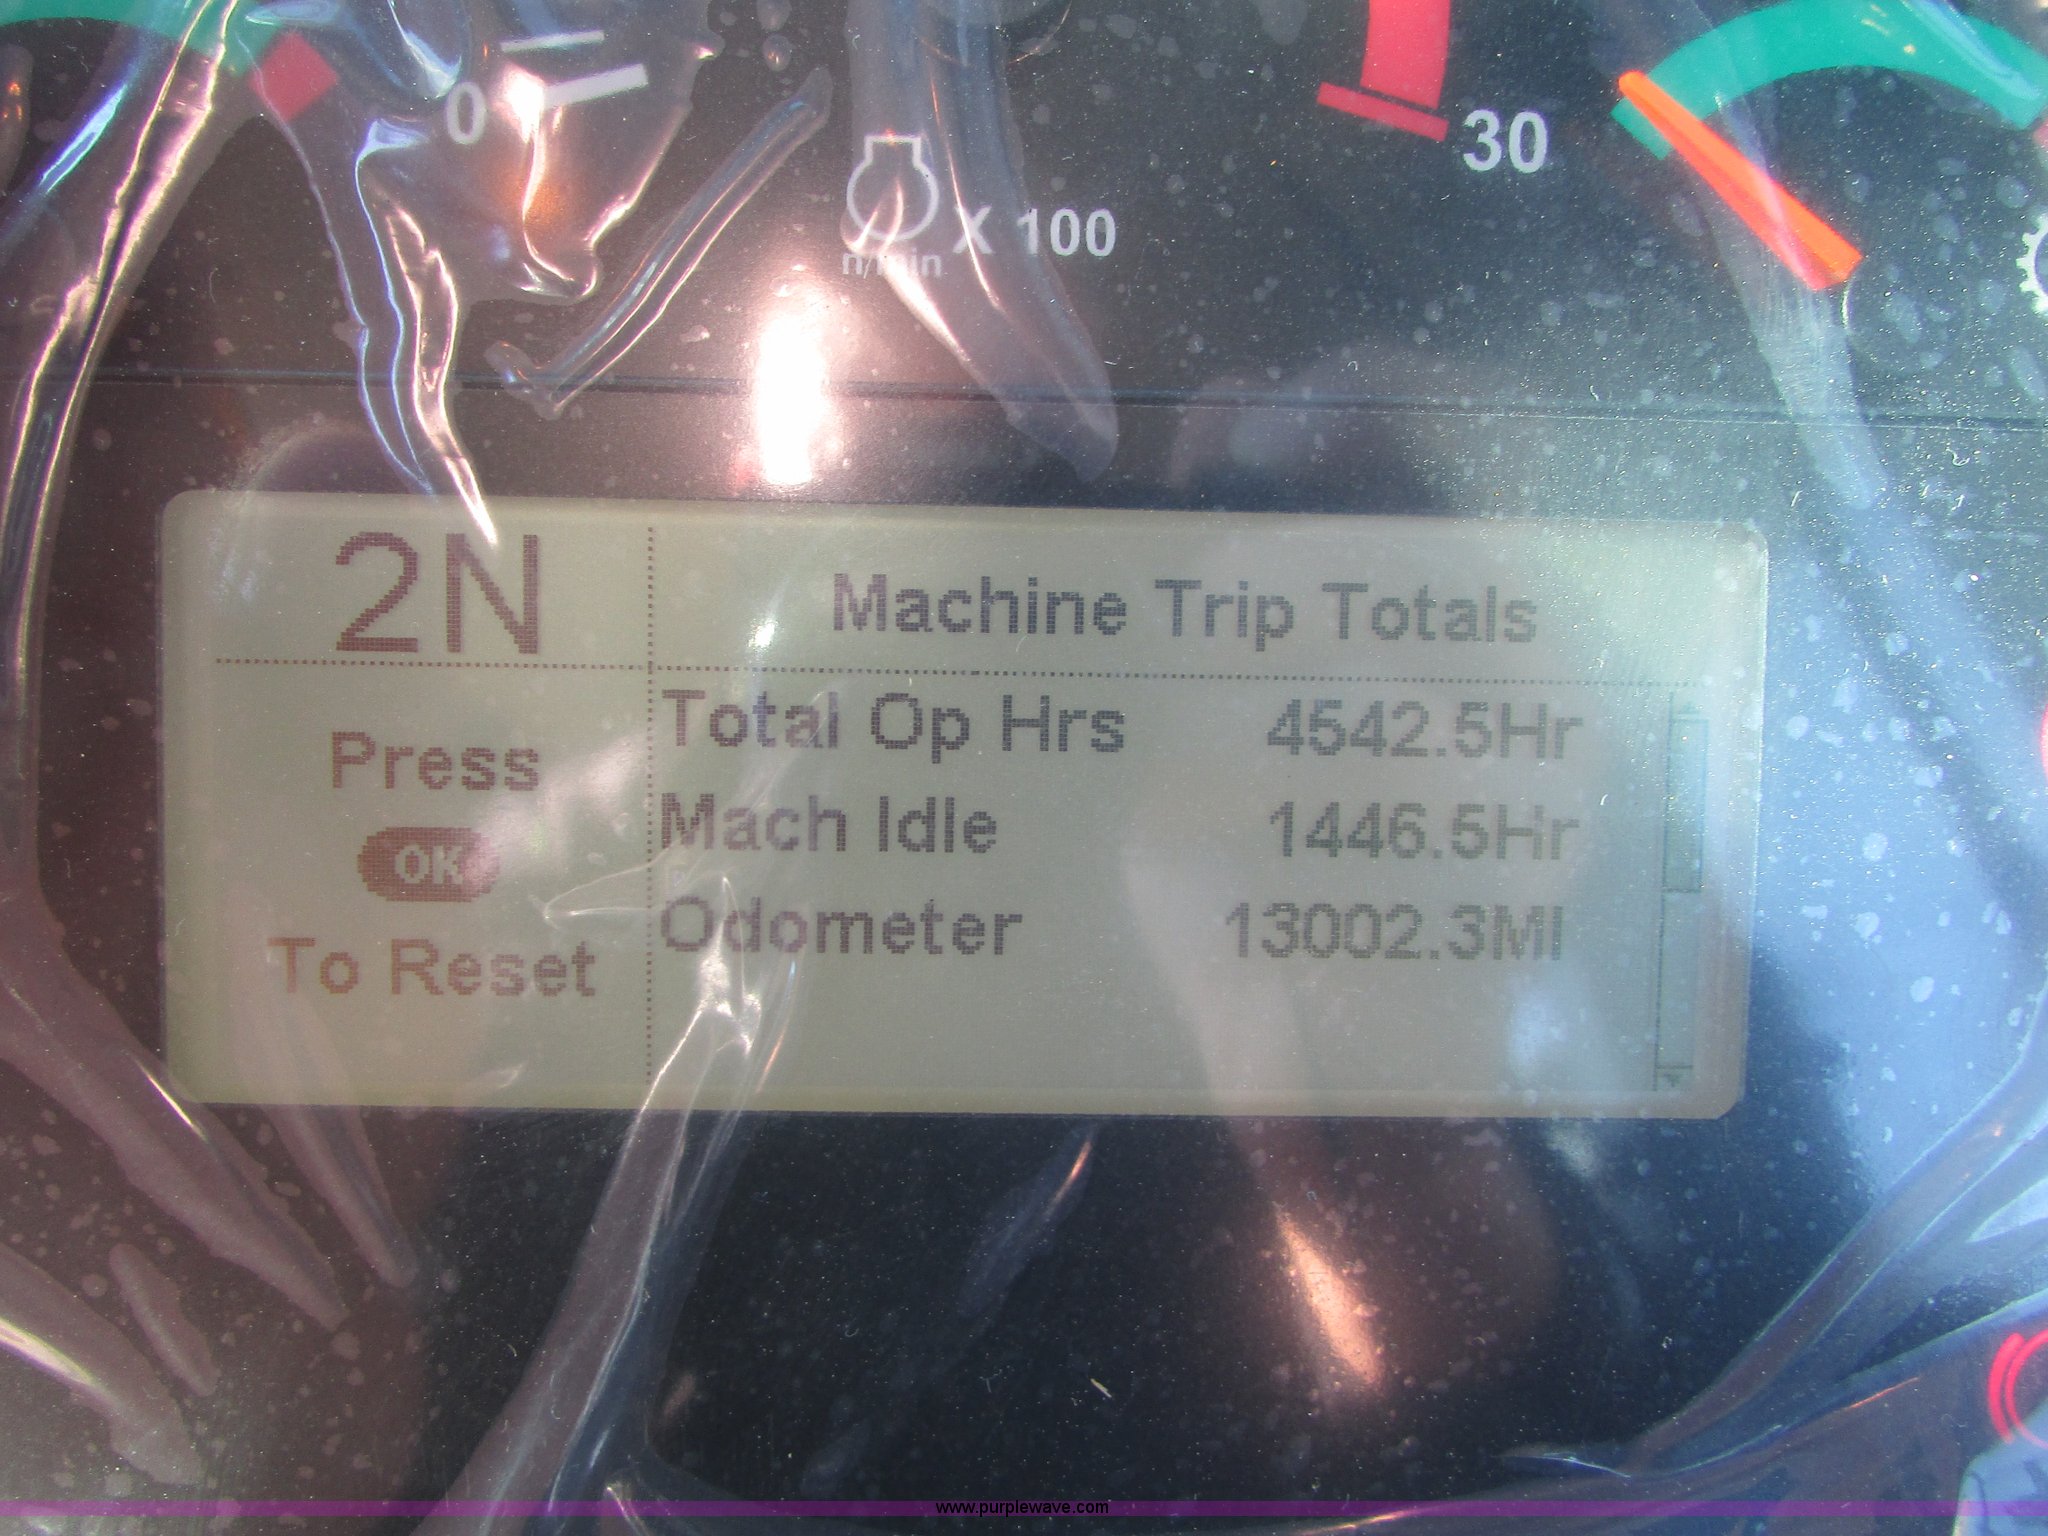 0
30
X 100
n/min
2N
Machine Trip Totals
Press
OK
To Reset
Total Op Hrs 4542.5Hr
Mach Idle 1446.5Hr
Odometer 13002.3MI
www.purplewave.com